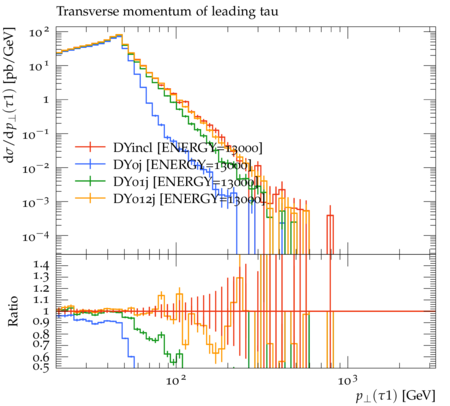 Transverse momentum of leading tau
dσ/dp⊥(τ1) [pb/GeV]
10²
10¹
1
10⁻¹
10⁻²
10⁻³
10⁻⁴
DYincl [ENERGY=13000]
DY0j [ENERGY=13000]
DY01j [ENERGY=13000]
DY012j [ENERGY=13000]
Ratio
1.4
1.3
1.2
1.1
1
0.9
0.8
0.7
0.6
0.5
10²
10³
p⊥(τ1) [GeV]